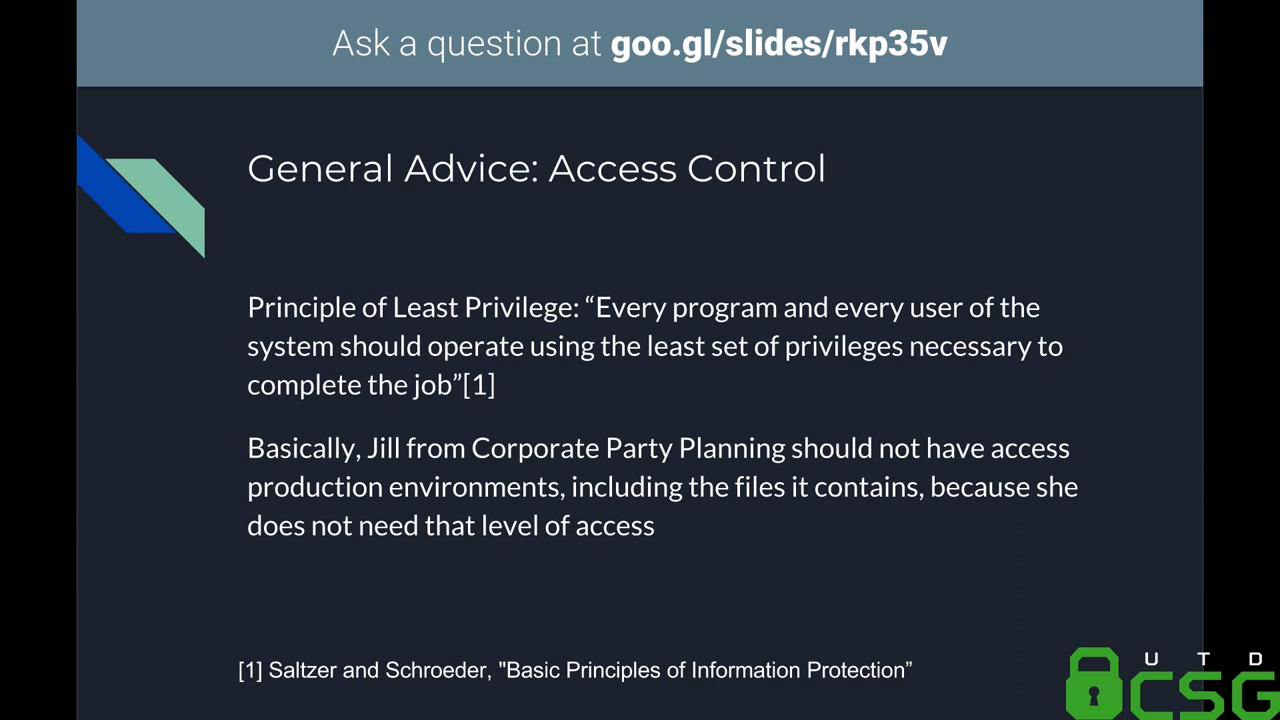 Ask a question at goo.gl/slides/rkp35v
General Advice: Access Control
Principle of Least Privilege: “Every program and every user of the
system should operate using the least set of privileges necessary to
complete the job”[1]
Basically, Jill from Corporate Party Planning should not have access
production environments, including the files it contains, because she
does not need that level of access
[1] Saltzer and Schroeder, "Basic Principles of Information Protection”
UTD
CSG